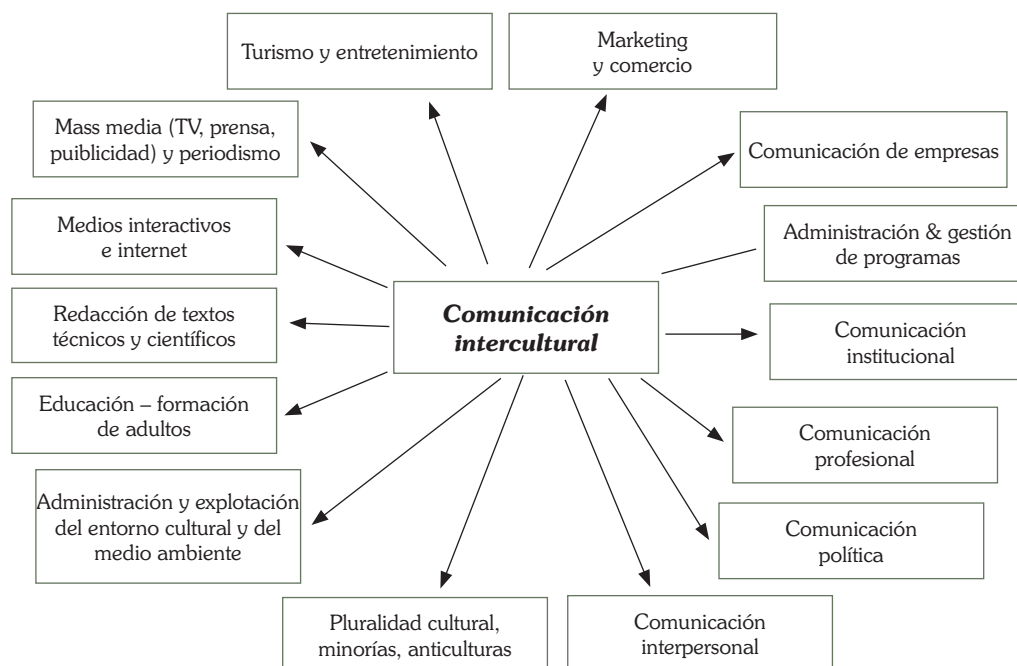 Turismo y entretenimiento
Marketing
y comercio
Mass media (TV, prensa,
puiblicidad) y periodismo
Comunicación de empresas
Medios interactivos
e internet
Administración & gestión
de programas
Redacción de textos
técnicos y científicos
Comunicación
intercultural
Comunicación
institucional
Educación – formación
de adultos
Comunicación
profesional
Administración y explotación
del entorno cultural y del
medio ambiente
Comunicación
política
Pluralidad cultural,
minorías, anticulturas
Comunicación
interpersonal